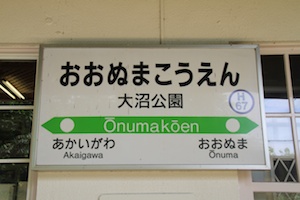 おおぬまこうえん
大沼公園
H
67
Ōnumakōen
あかいがわ おおぬま
Akaigawa Ōnuma